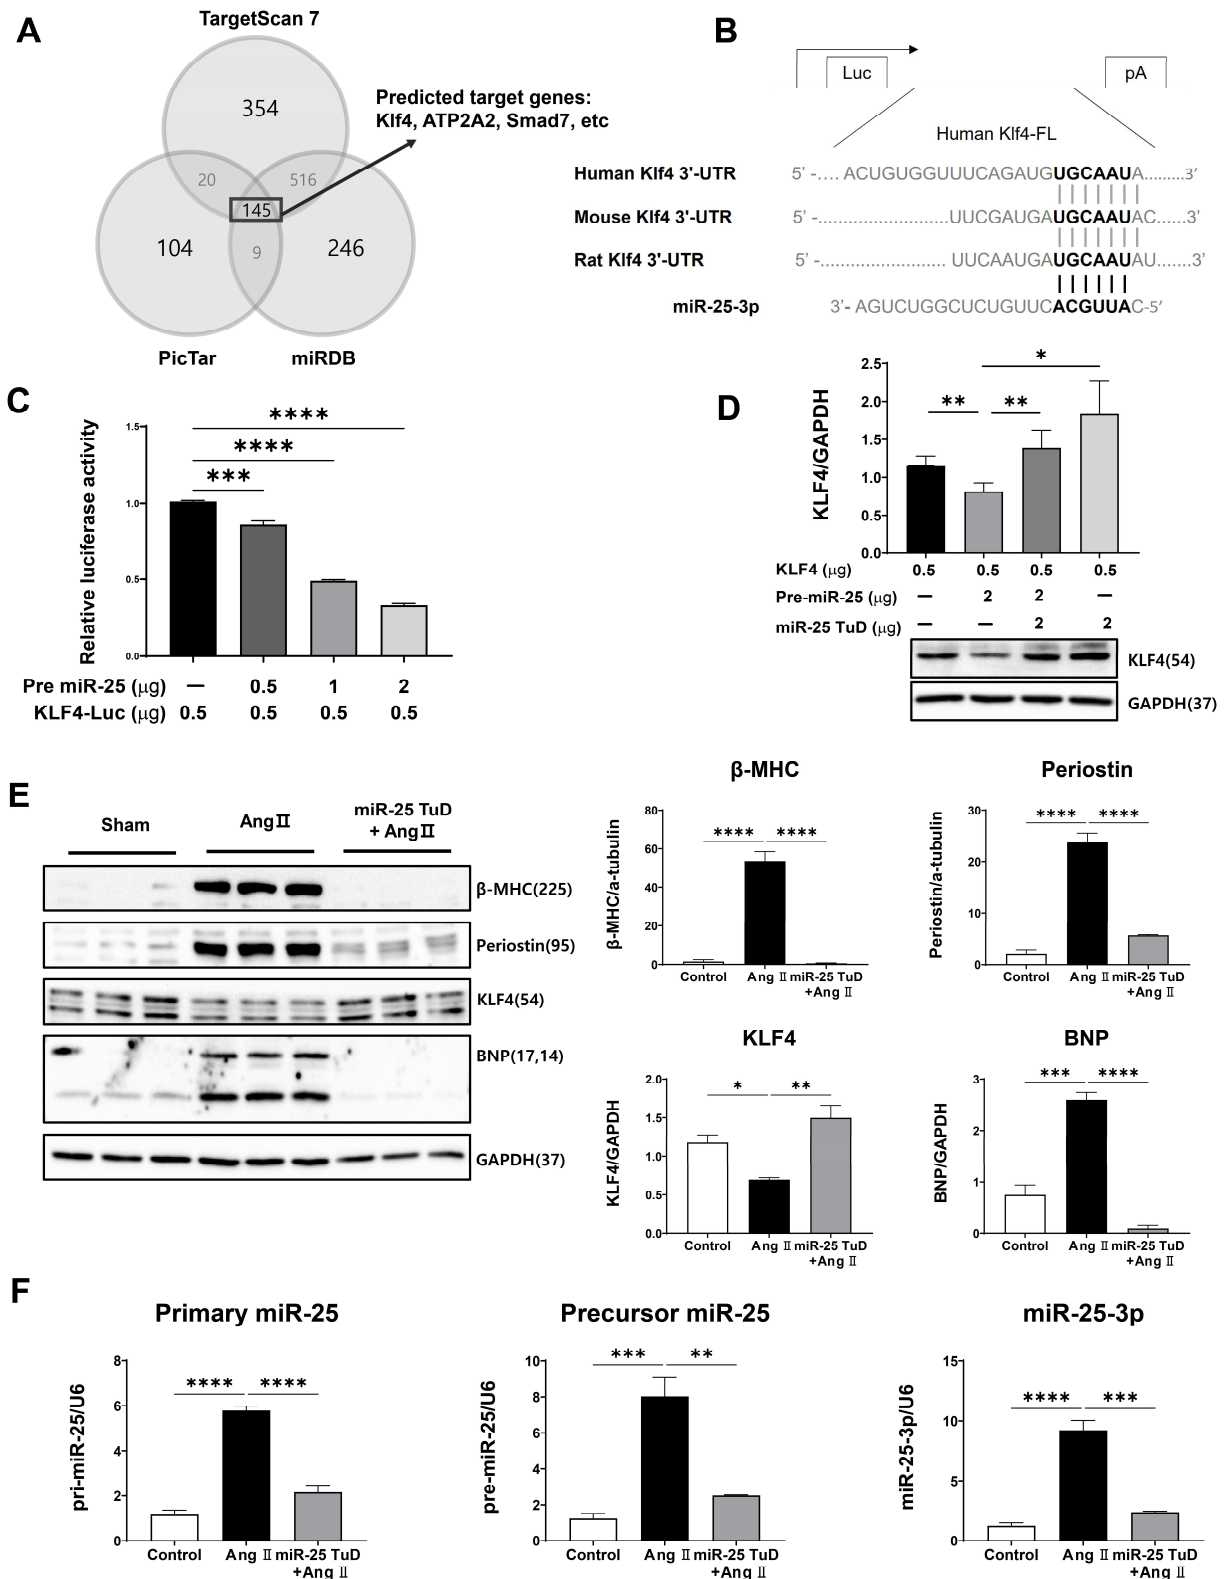 A
TargetScan 7
354
20
516
145
104
9
246
PicTar
miRDB
Predicted target genes:
Klf4, ATP2A2, Smad7, etc
B
Luc
pA
Human Klf4-FL
Human Klf4 3'-UTR 5' -.... ACUGUGGUUUCAGAUGUGCAAUA.........3'
Mouse Klf4 3'-UTR 5' -........................UUCGAUGAUGCAAUAC......3'
Rat Klf4 3'-UTR 5' -........................ UUCAAUGAUGCAAUAU.......3'
miR-25-3p 3'- AGUCUGGCUCUGUUCACGUUAC-5'
C
Relative luciferase activity
1.5
1.0
0.5
0.0
****
****
***
Pre miR-25 (μg) — 0.5 1 2
KLF4-Luc (μg) 0.5 0.5 0.5 0.5
D
KLF4/GAPDH
2.5
2.0
1.5
1.0
0.5
0.0
*
** **
KLF4 (μg) 0.5 0.5 0.5 0.5
Pre-miR-25 (μg) — 2 2 —
miR-25 TuD (μg) — — 2 2
KLF4(54)
GAPDH(37)
E
Sham
Ang Ⅱ
miR-25 TuD
+ Ang Ⅱ
β-MHC(225)
Periostin(95)
KLF4(54)
BNP(17,14)
GAPDH(37)
β-MHC
β-MHC/a-tubulin
80
60
40
20
0
**** ****
Control Ang Ⅱ miR-25 TuD
+Ang Ⅱ
Periostin
Periostin/a-tubulin
30
20
10
0
**** ****
Control Ang Ⅱ miR-25 TuD
+Ang Ⅱ
KLF4
KLF4/GAPDH
2.0
1.5
1.0
0.5
0.0
* **
Control Ang Ⅱ miR-25 TuD
+Ang Ⅱ
BNP
BNP/GAPDH
3
2
1
0
*** ****
Control Ang Ⅱ miR-25 TuD
+Ang Ⅱ
F
Primary miR-25
pri-miR-25/U6
8
6
4
2
0
**** ****
Control Ang Ⅱ miR-25 TuD
+Ang Ⅱ
Precursor miR-25
pre-miR-25/U6
10
8
6
4
2
0
*** **
Control Ang Ⅱ miR-25 TuD
+Ang Ⅱ
miR-25-3p
miR-25-3p/U6
15
10
5
0
**** ***
Control Ang Ⅱ miR-25 TuD
+Ang Ⅱ